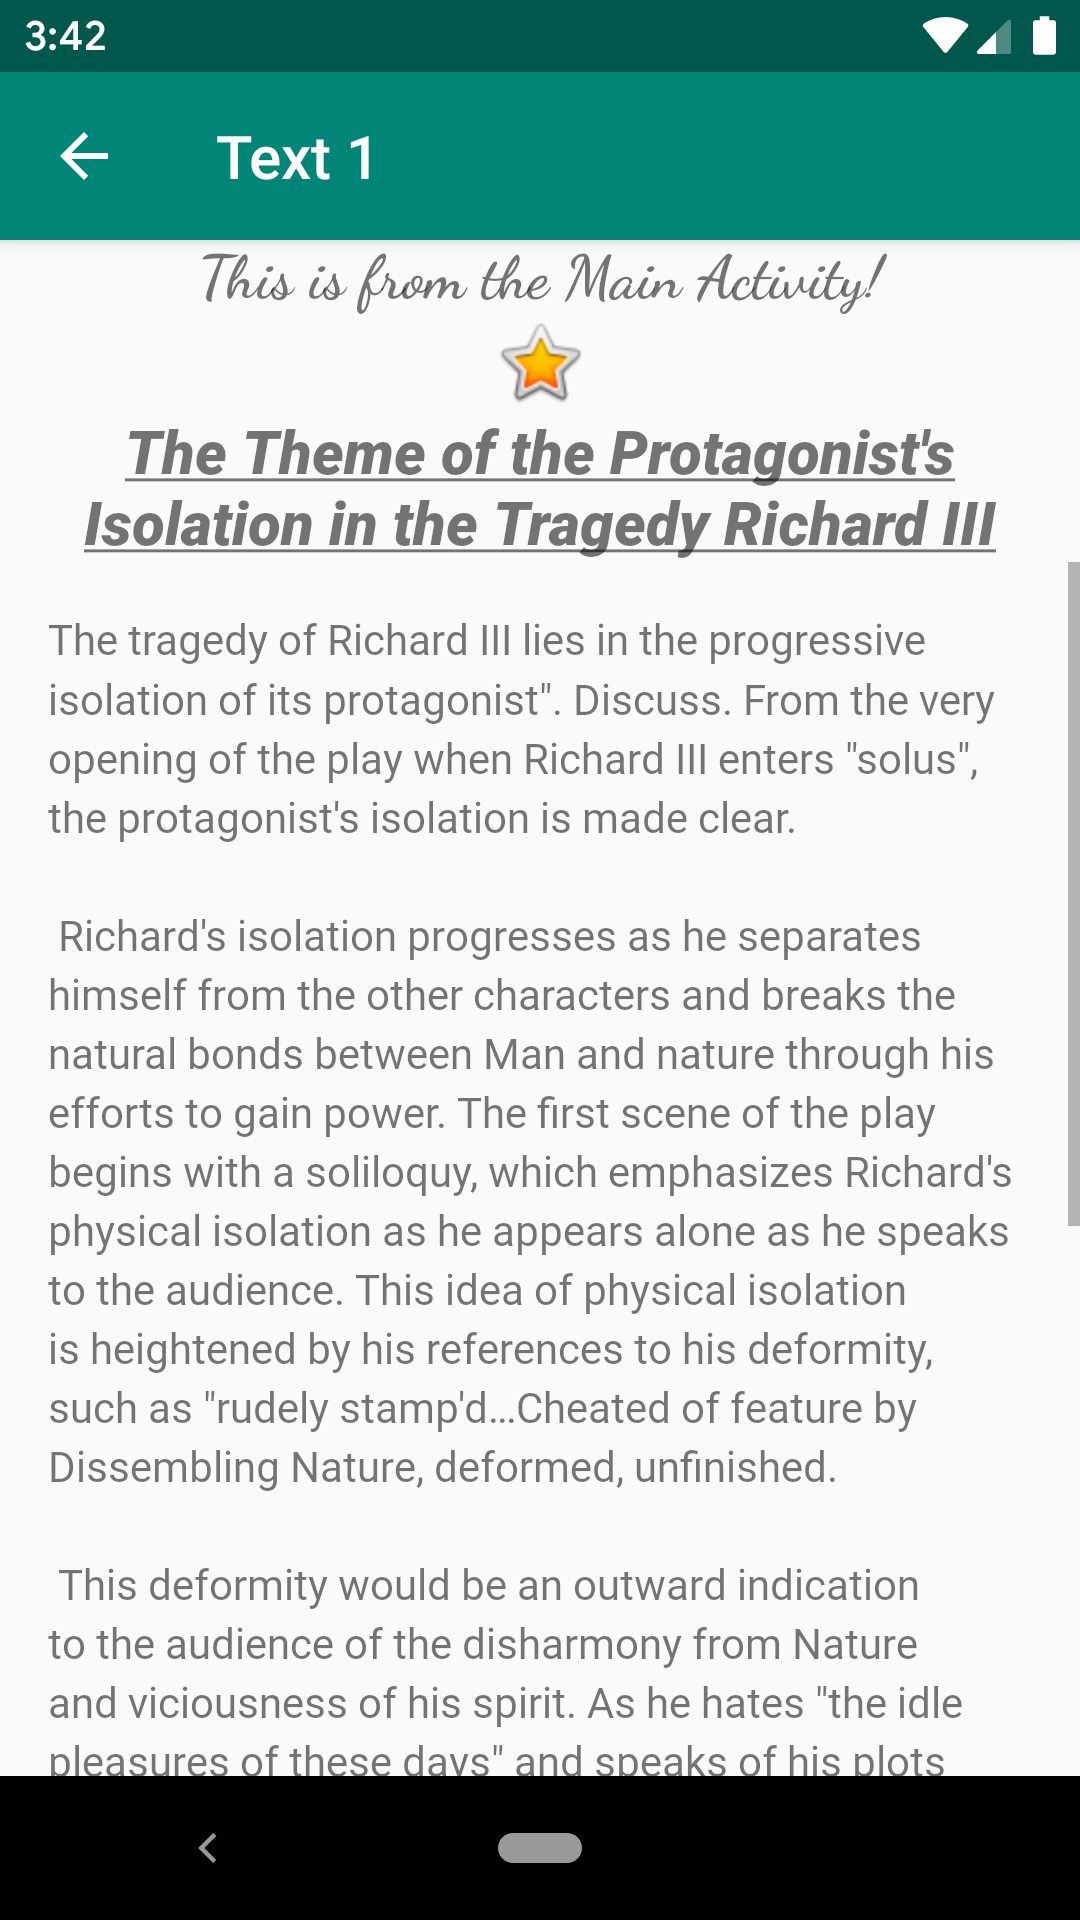 3:42
Text 1
This is from the Main Activity!
The Theme of the Protagonist's
Isolation in the Tragedy Richard III
The tragedy of Richard III lies in the progressive
isolation of its protagonist". Discuss. From the very
opening of the play when Richard III enters "solus",
the protagonist's isolation is made clear.
Richard's isolation progresses as he separates
himself from the other characters and breaks the
natural bonds between Man and nature through his
efforts to gain power. The first scene of the play
begins with a soliloquy, which emphasizes Richard's
physical isolation as he appears alone as he speaks
to the audience. This idea of physical isolation
is heightened by his references to his deformity,
such as "rudely stamp'd...Cheated of feature by
Dissembling Nature, deformed, unfinished.
This deformity would be an outward indication
to the audience of the disharmony from Nature
and viciousness of his spirit. As he hates "the idle
pleasures of these days" and speaks of his plots